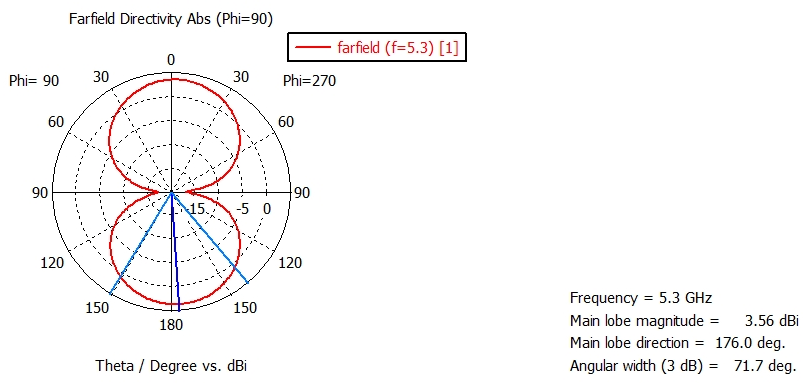 Farfield Directivity Abs (Phi=90)
farfield (f=5.3) [1]
0
Phi= 90
30
30
Phi=270
60
60
90
-15
-5
0
90
120
120
150
150
180
Theta / Degree vs. dBi
Frequency = 5.3 GHz
Main lobe magnitude = 3.56 dBi
Main lobe direction = 176.0 deg.
Angular width (3 dB) = 71.7 deg.